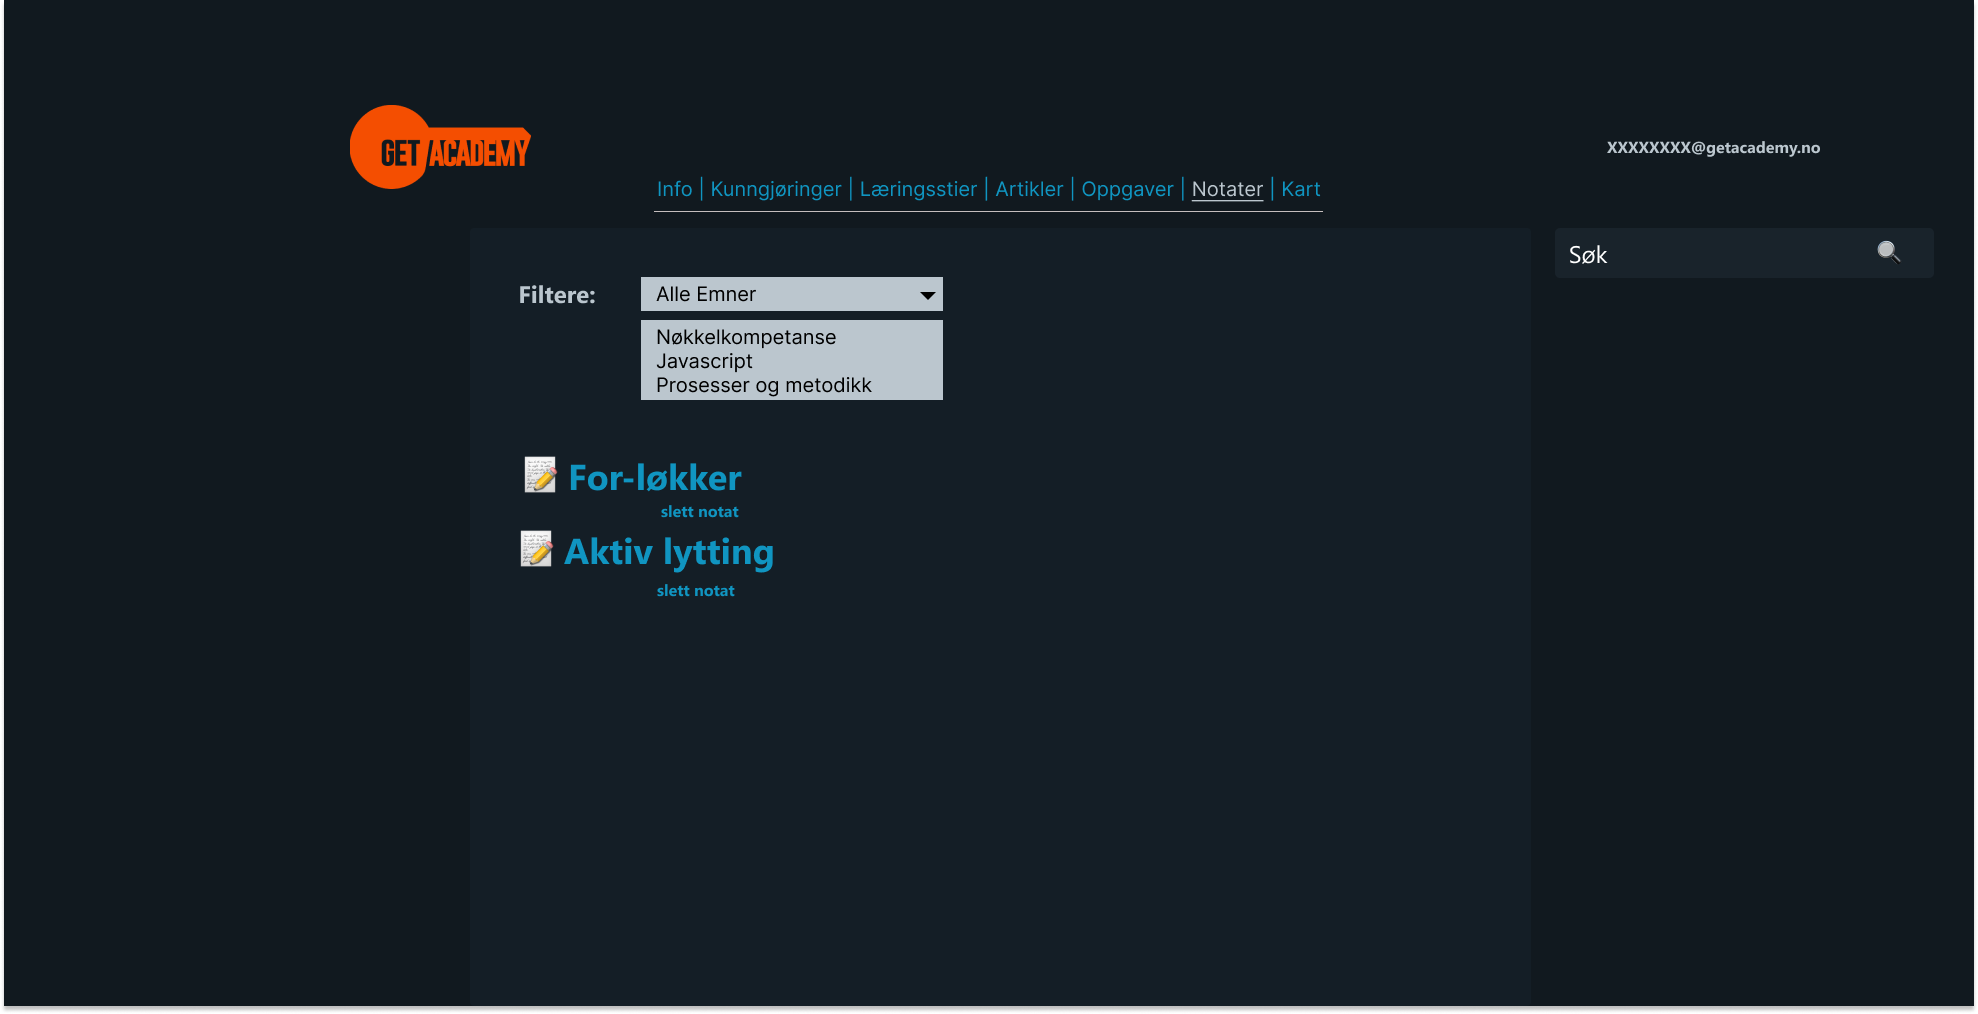 GET ACADEMY
XXXXXXXX@getacademy.no
Info | Kunngjøringer | Læringsstier | Artikler | Oppgaver | Notater | Kart
Søk
Filtere:
Alle Emner
Nøkkelkompetanse
Javascript
Prosesser og metodikk
For-løkker
slett notat
Aktiv lytting
slett notat